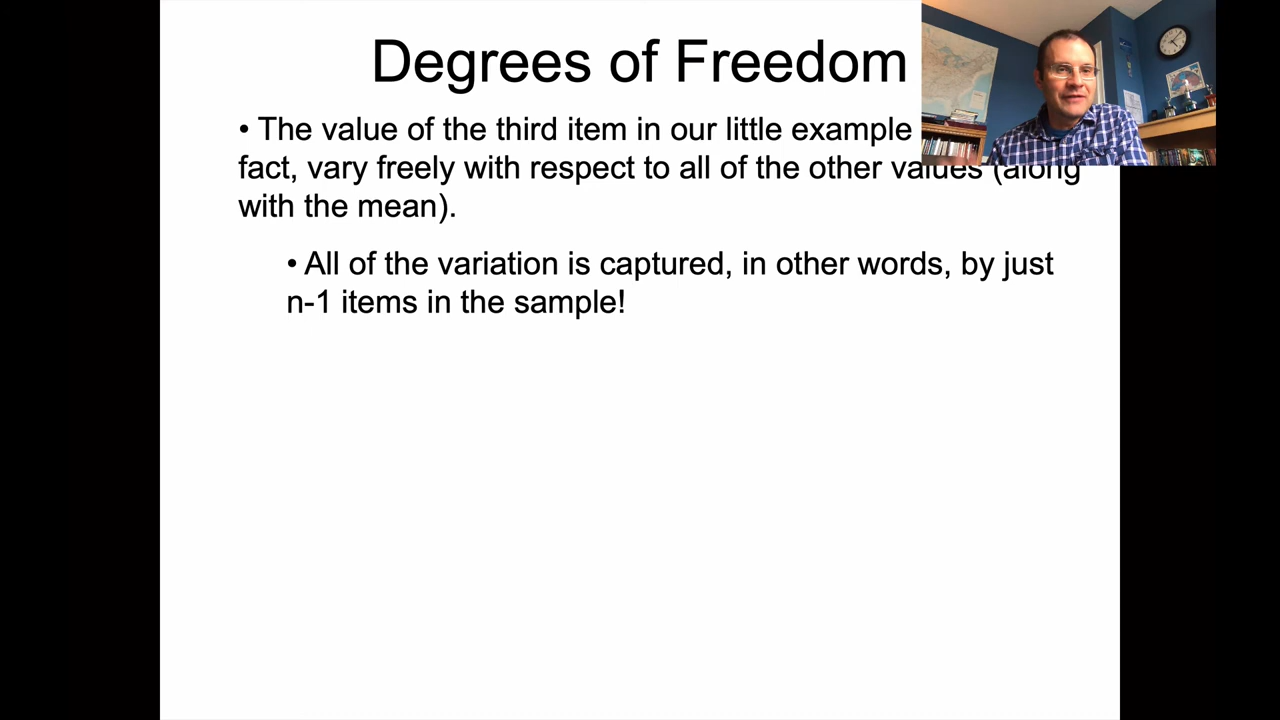 Degrees of Freedom
• The value of the third item in our little example
fact, vary freely with respect to all of the other values (along
with the mean).
• All of the variation is captured, in other words, by just
n-1 items in the sample!